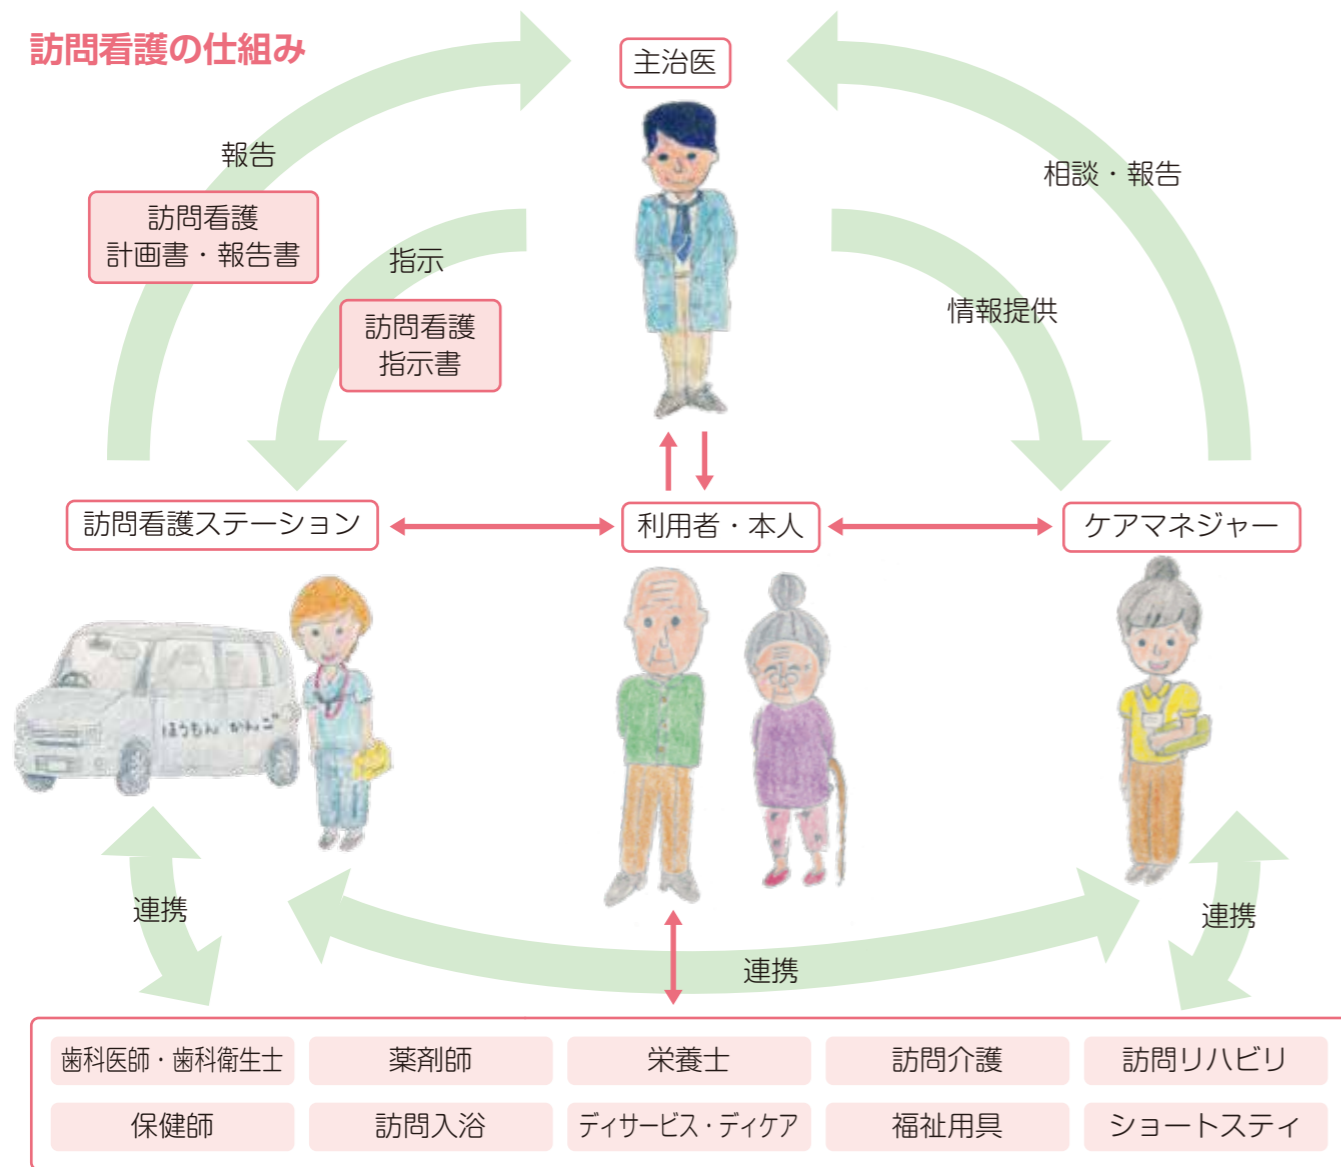 訪問看護の仕組み
主治医
報告
相談・報告
訪問看護
計画書・報告書
指示
情報提供
訪問看護
指示書
訪問看護ステーション
利用者・本人
ケアマネジャー
ほうもん かんご
連携
連携
連携
歯科医師・歯科衛生士
薬剤師
栄養士
訪問介護
訪問リハビリ
保健師
訪問入浴
ディサービス・ディケア
福祉用具
ショートスティ